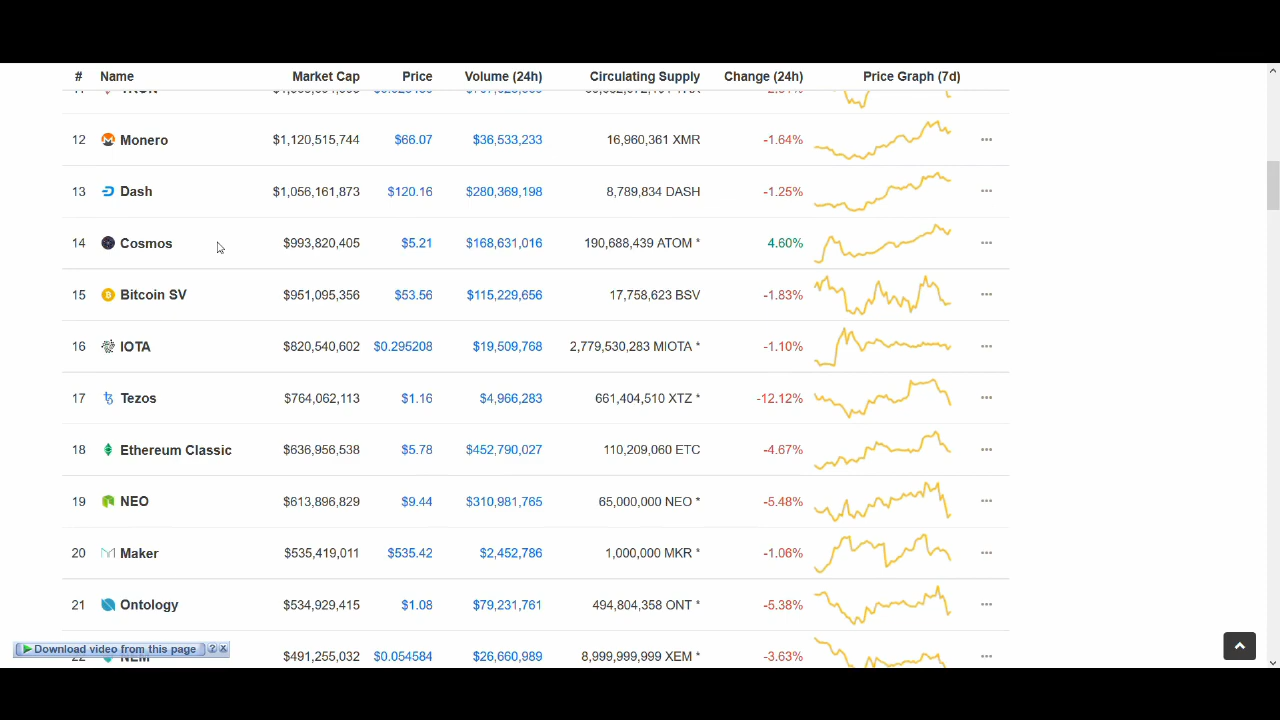 # Name Market Cap Price Volume (24h) Circulating Supply Change (24h) Price Graph (7d)
12 Monero $1,120,515,744 $66.07 $36,533,233 16,960,361 XMR -1.64%
13 Dash $1,056,161,873 $120.16 $280,369,198 8,789,834 DASH -1.25%
14 Cosmos $993,820,405 $5.21 $168,631,016 190,688,439 ATOM * 4.60%
15 Bitcoin SV $951,095,356 $53.56 $115,229,656 17,758,623 BSV -1.83%
16 IOTA $820,540,602 $0.295208 $19,509,768 2,779,530,283 MIOTA * -1.10%
17 Tezos $764,062,113 $1.16 $4,966,283 661,404,510 XTZ * -12.12%
18 Ethereum Classic $636,956,538 $5.78 $452,790,027 110,209,060 ETC -4.67%
19 NEO $613,896,829 $9.44 $310,981,765 65,000,000 NEO * -5.48%
20 Maker $535,419,011 $535.42 $2,452,786 1,000,000 MKR * -1.06%
21 Ontology $534,929,415 $1.08 $79,231,761 494,804,358 ONT * -5.38%
Download video from this page ? x
22 NEM $491,255,032 $0.054584 $26,660,989 8,999,999,999 XEM * -3.63%